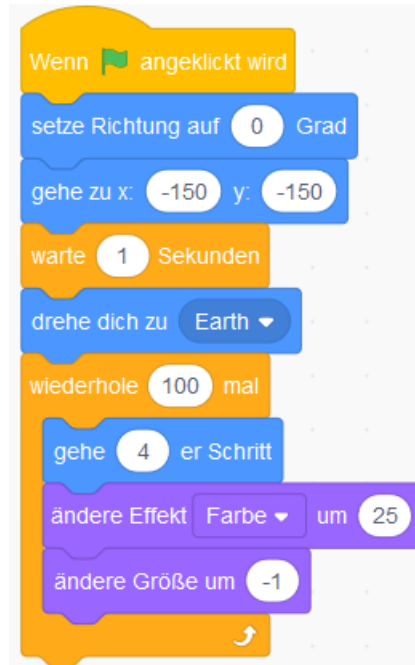 Wenn angeklickt wird
setze Richtung auf 0 Grad
gehe zu x: -150 y: -150
warte 1 Sekunden
drehe dich zu Earth
wiederhole 100 mal
gehe 4 er Schritt
ändere Effekt Farbe um 25
ändere Größe um -1